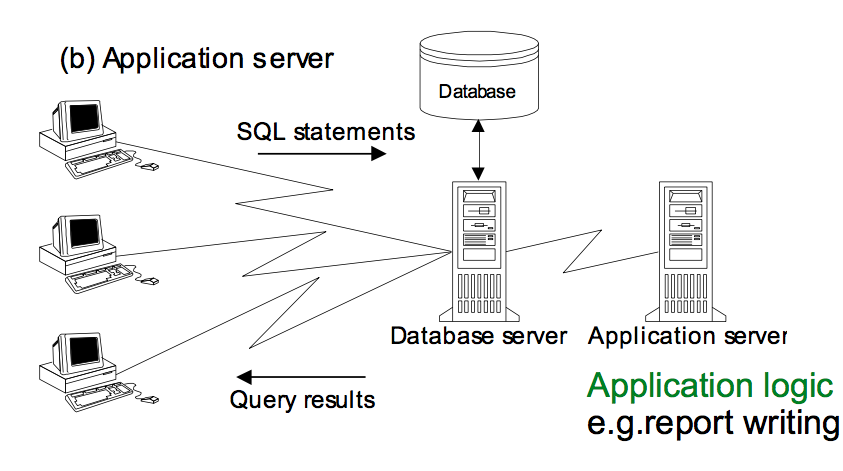 (b) Application server
Database
SQL statements
Database server
Application server
Query results
Application logic
e.g.report writing